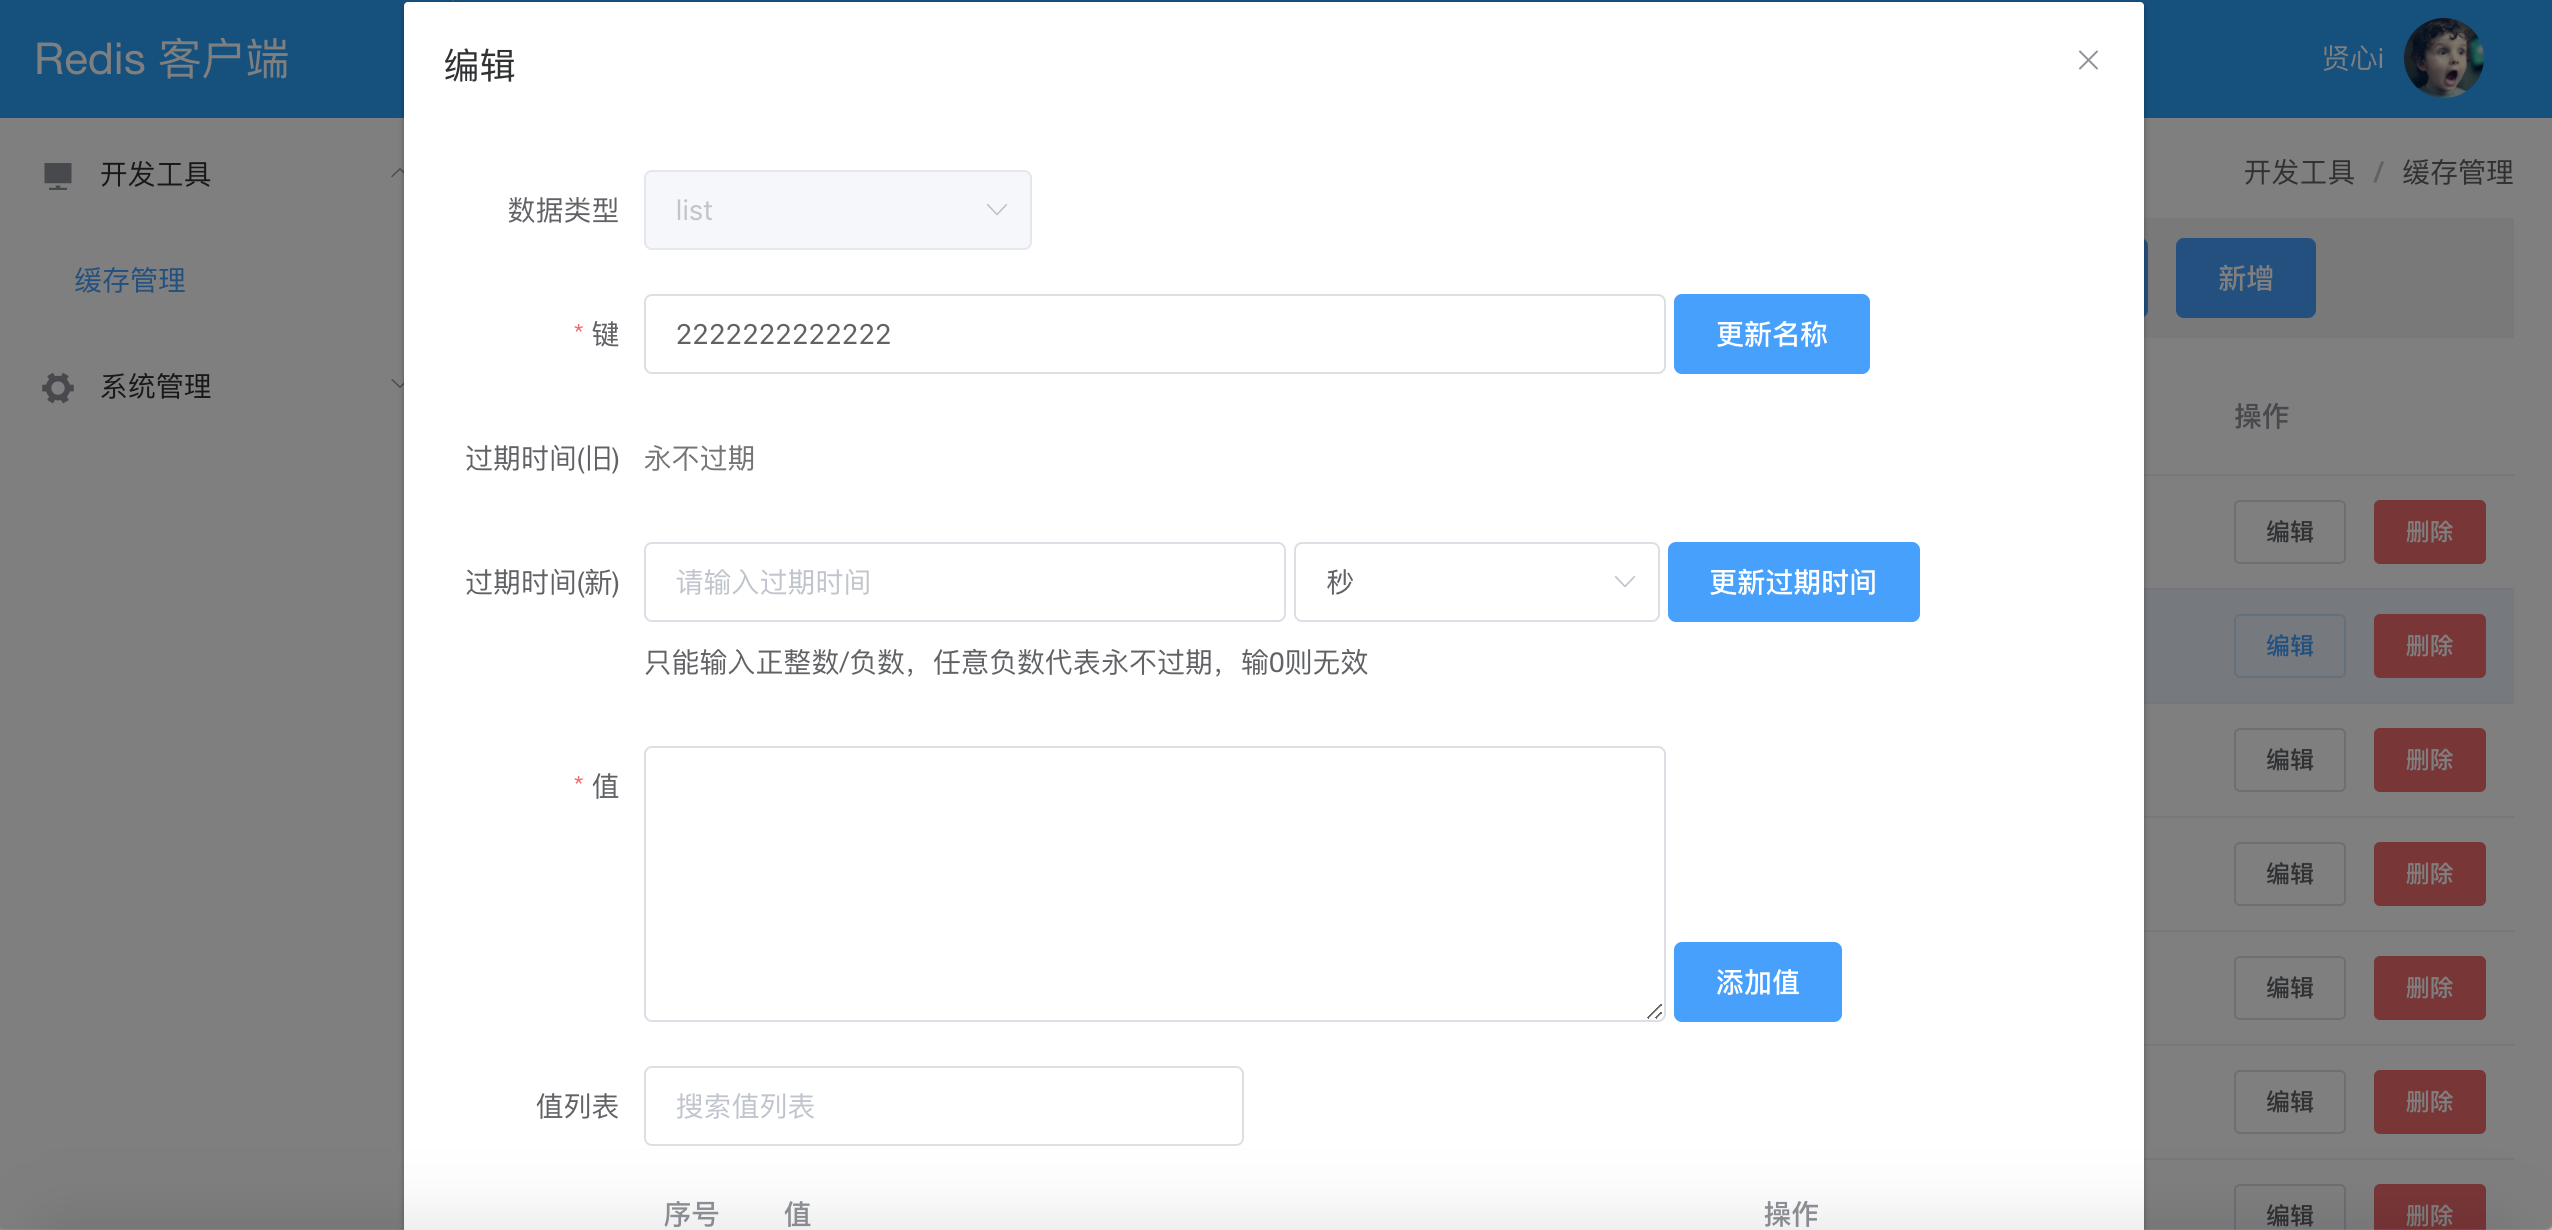 Redis 客户端
贤心i
开发工具
缓存管理
系统管理
开发工具 / 缓存管理
新增
操作
编辑 删除
编辑 删除
编辑 删除
编辑 删除
编辑 删除
编辑 删除
编辑 删除
编辑
数据类型 list
* 键 2222222222222 更新名称
过期时间(旧) 永不过期
过期时间(新) 请输入过期时间 秒 更新过期时间
只能输入正整数/负数，任意负数代表永不过期，输0则无效
* 值
添加值
值列表 搜索值列表
序号 值 操作